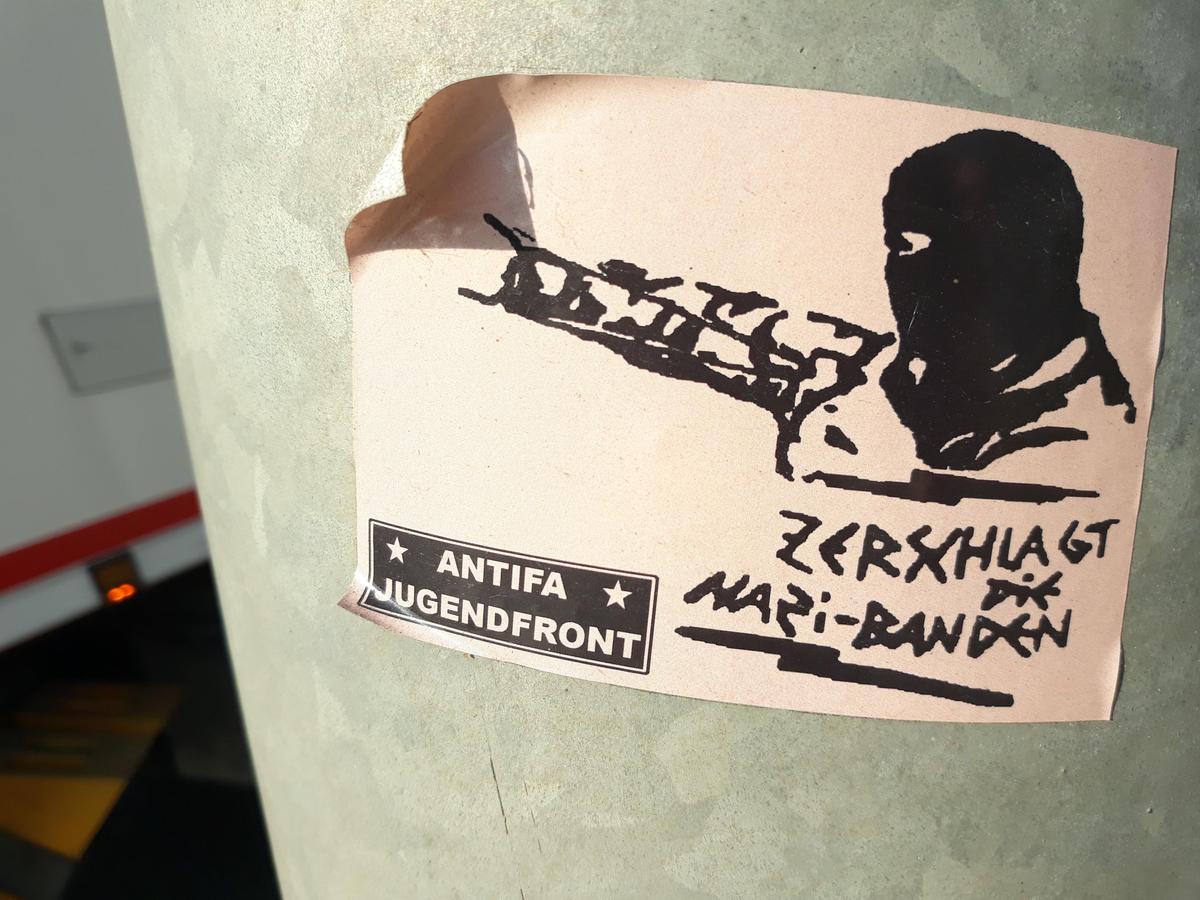 ZERSCHLAGT
DiE
NAZi-BANDEN
ANTIFA
JUGENDFRONT